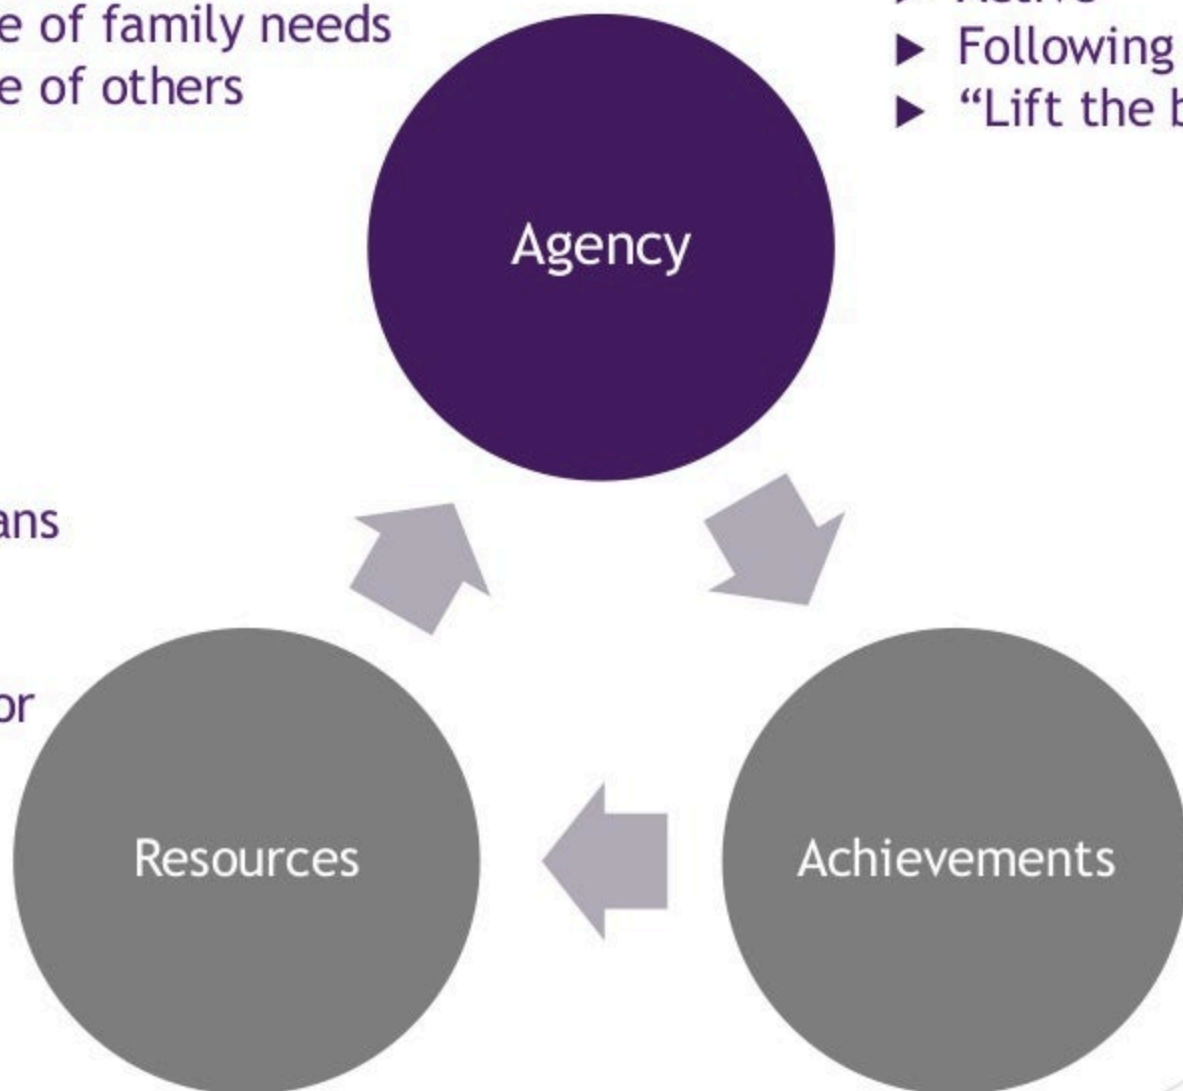 e of family needs
e of others
Following
“Lift the b
Agency
ans
or
Resources
Achievements